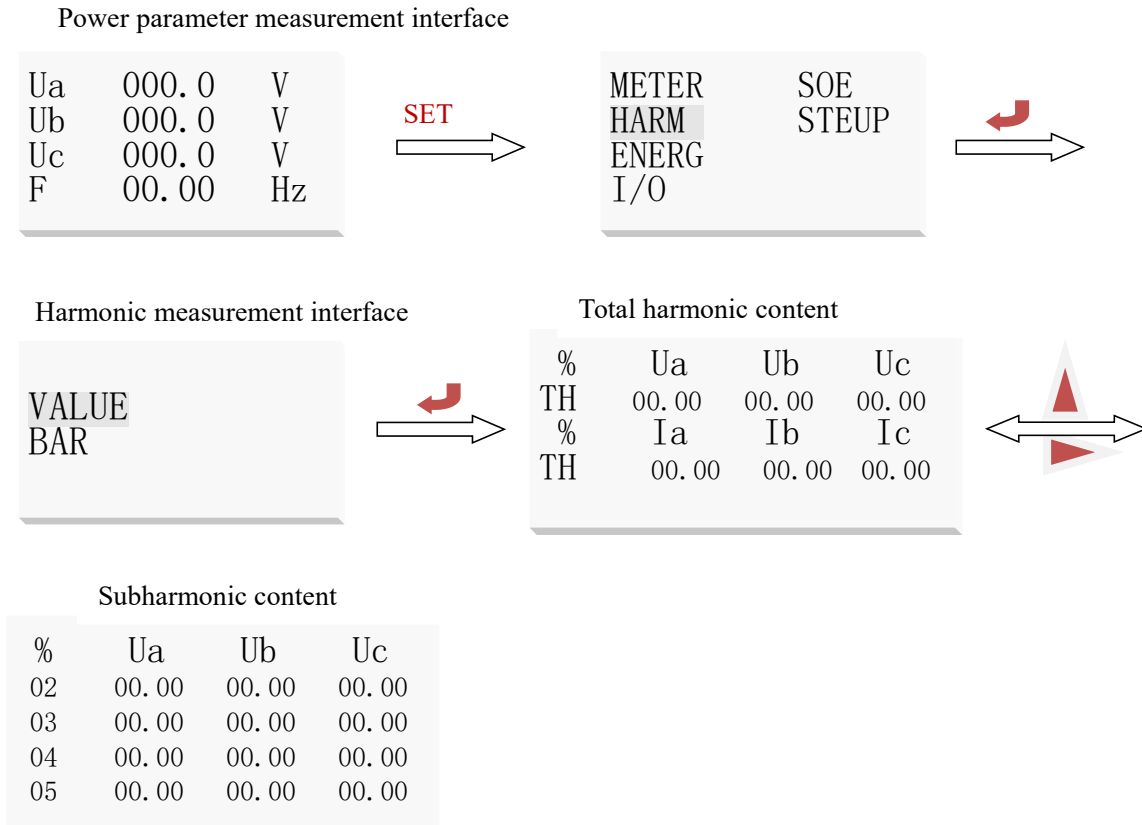 Power parameter measurement interface
Ua 000.0 V
Ub 000.0 V
Uc 000.0 V
F 00.00 Hz
SET
METER SOE
HARM STEUP
ENERG
I/O
Harmonic measurement interface
VALUE
BAR
Total harmonic content
% Ua Ub Uc
TH 00.00 00.00 00.00
% Ia Ib Ic
TH 00.00 00.00 00.00
Subharmonic content
% Ua Ub Uc
02 00.00 00.00 00.00
03 00.00 00.00 00.00
04 00.00 00.00 00.00
05 00.00 00.00 00.00